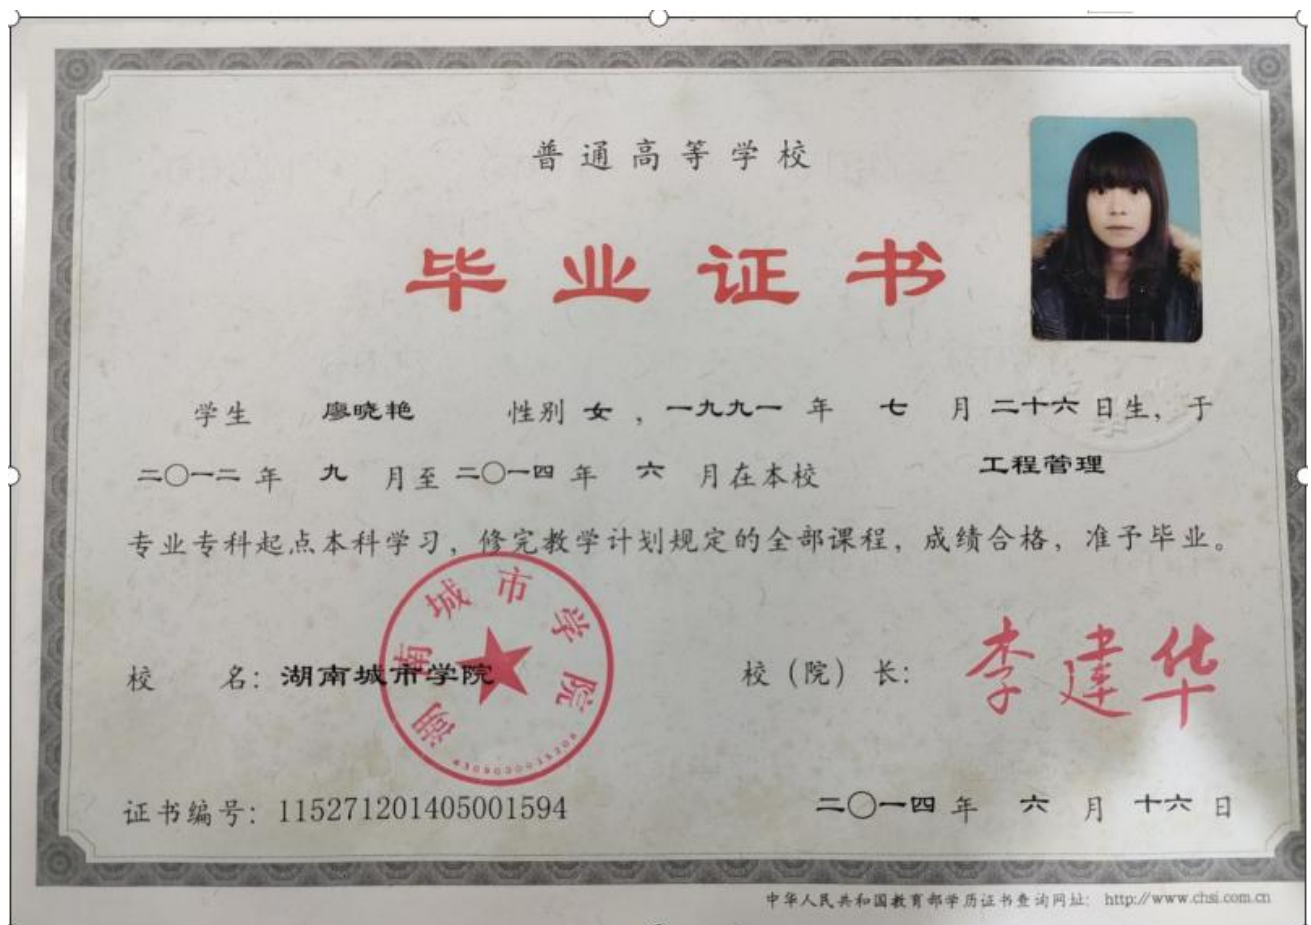 普通高等学校
毕业证书
学生 廖晓艳 性别 女 ，一九九一 年 七 月 二十六 日生，于
二〇一二 年 九 月至 二〇一四 年 六 月在本校 工程管理
专业专科起点本科学习，修完教学计划规定的全部课程，成绩合格，准予毕业。
湖南城市学院
校 名：湖南城市学院 校（院）长：李建华
证书编号：115271201405001594 二〇一四 年 六 月 十六 日
中华人民共和国教育部学历证书查询网址：http://www.chsi.com.cn